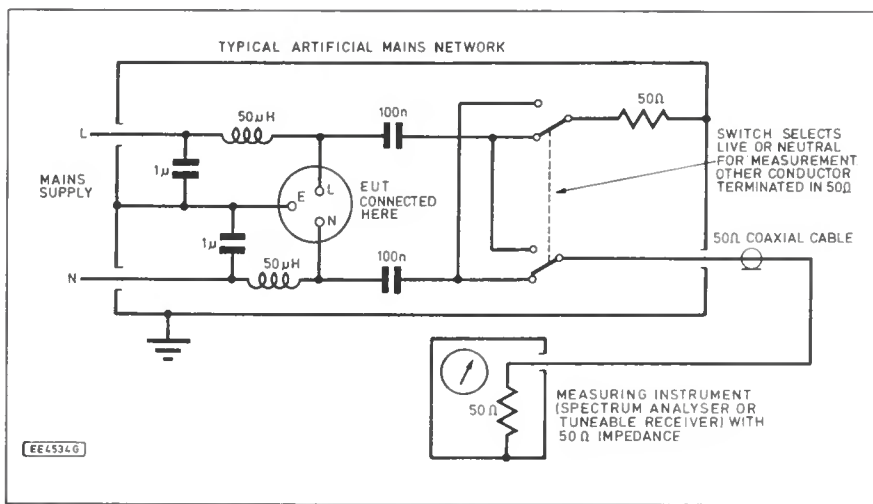 TYPICAL ARTIFICIAL MAINS NETWORK
50µH
100n
50Ω
L
1µ
MAINS
SUPPLY
E
L
N
EUT
CONNECTED
HERE
SWITCH SELECTS
LIVE OR NEUTRAL
FOR MEASUREMENT
OTHER CONDUCTOR
TERMINATED IN 50Ω
1µ
50µH
100n
N
50Ω COAXIAL CABLE
50Ω
MEASURING INSTRUMENT
(SPECTRUM ANALYSER OR
TUNEABLE RECEIVER) WITH
50Ω IMPEDANCE
EE4534G